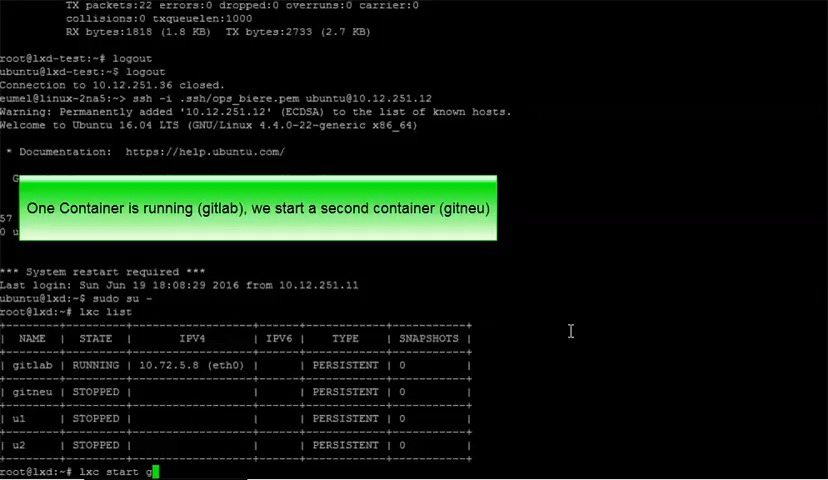 TX packets:22 errors:0 dropped:0 overruns:0 carrier:0
collisions:0 txqueuelen:1000
RX bytes:1818 (1.8 KB)  TX bytes:2733 (2.7 KB)
root@lxd-test:~# logout
ubuntu@lxd-test:~$ logout
Connection to 10.12.251.36 closed.
eumel@linux-2na5:~> ssh -i .ssh/ops_biere.pem ubuntu@10.12.251.12
Warning: Permanently added '10.12.251.12' (ECDSA) to the list of known hosts.
Welcome to Ubuntu 16.04 LTS (GNU/Linux 4.4.0-22-generic x86_64)
* Documentation:  https://help.ubuntu.com/
G
One Container is running (gitlab), we start a second container (gitneu)
57
0 u
*** System restart required ***
Last login: Sun Jun 19 18:08:29 2016 from 10.12.251.11
ubuntu@lxd:~$ sudo su -
root@lxd:~# lxc list
| NAME | STATE | IPV4 | IPV6 | TYPE | SNAPSHOTS |
| gitlab | RUNNING | 10.72.5.8 (eth0) | | PERSISTENT | 0 |
| gitneu | STOPPED | | | PERSISTENT | 0 |
| u1 | STOPPED | | | PERSISTENT | 0 |
| u2 | STOPPED | | | PERSISTENT | 0 |
root@lxd:~# lxc start g